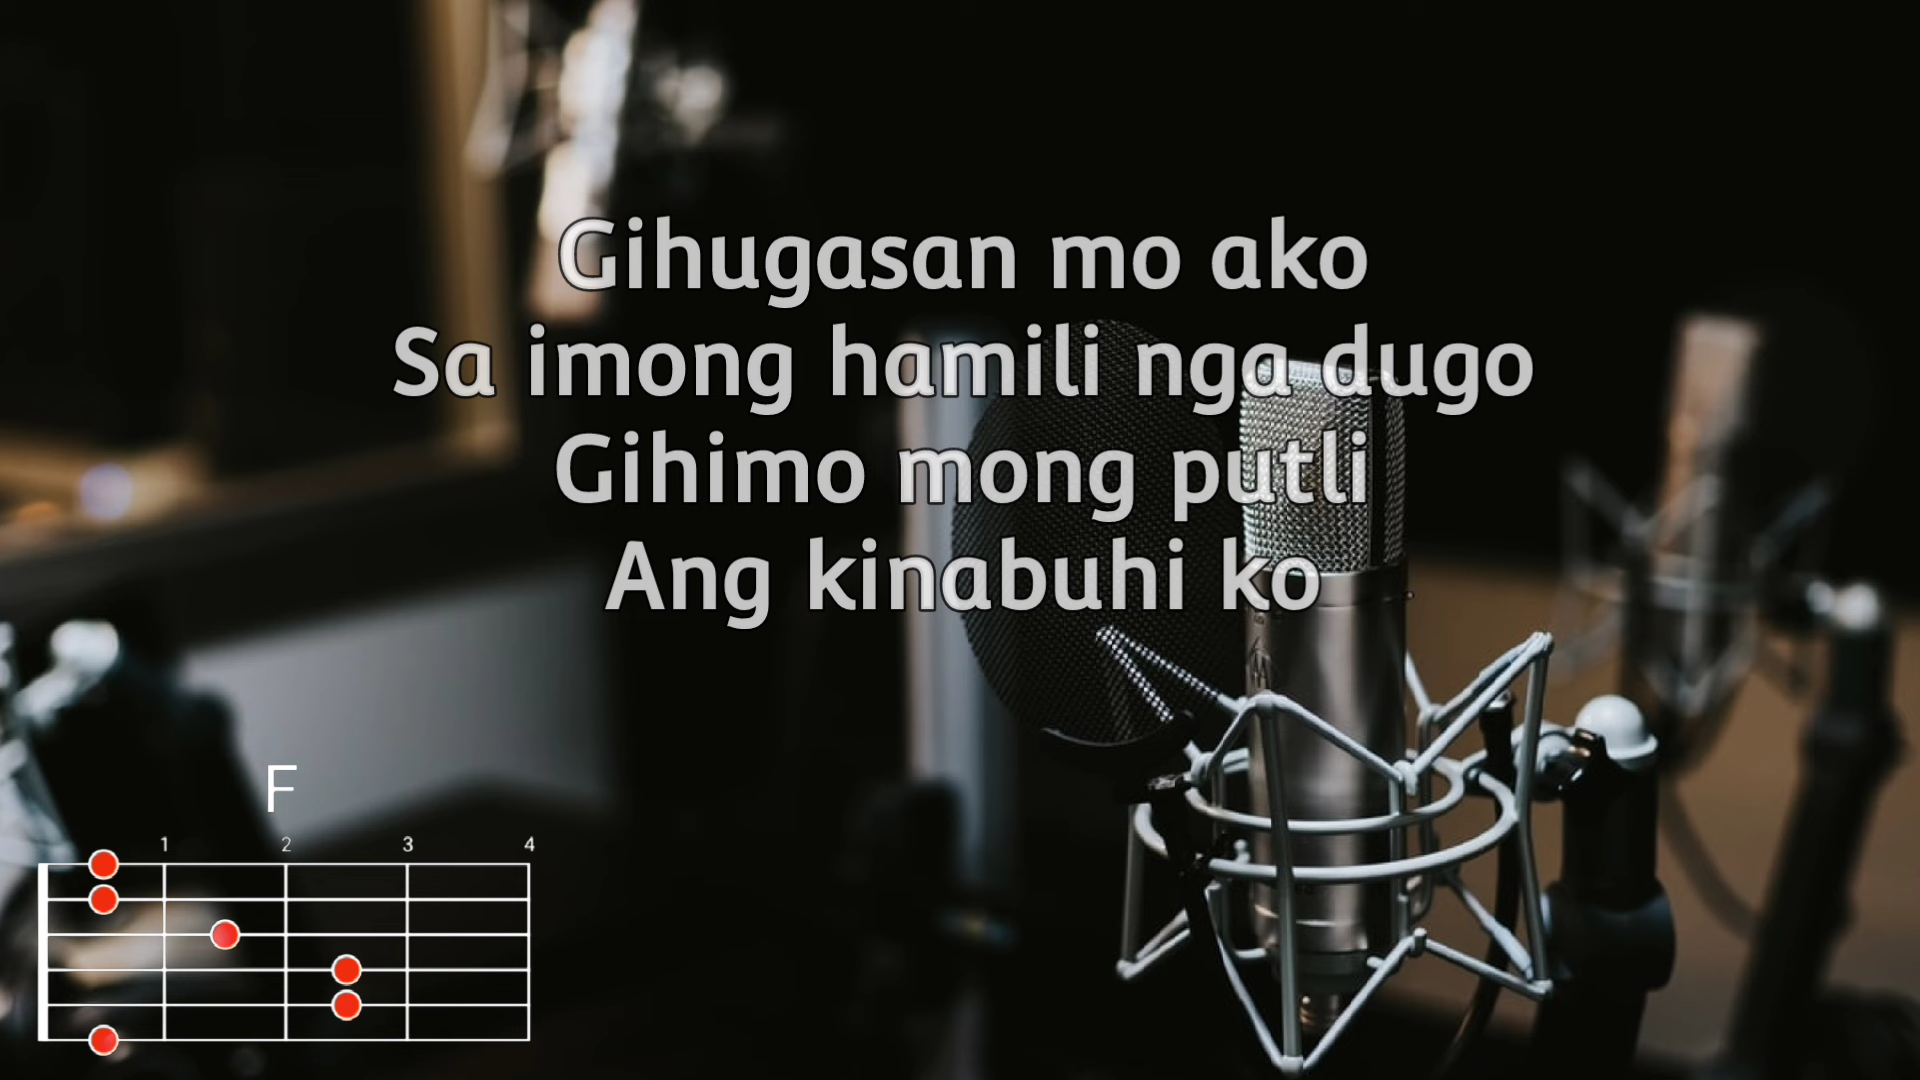 Gihugasan mo ako
Sa imong hamili nga dugo
Gihimo mong putli
Ang kinabuhi ko
F
1 2 3 4